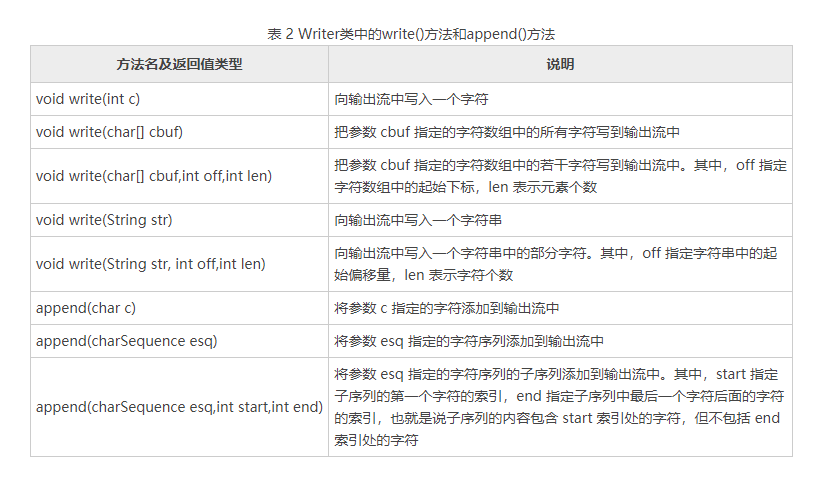 表 2 Writer类中的write()方法和append()方法
方法名及返回值类型
说明
void write(int c)
向输出流中写入一个字符
void write(char[] cbuf)
把参数 cbuf 指定的字符数组中的所有字符写到输出流中
void write(char[] cbuf,int off,int len)
把参数 cbuf 指定的字符数组中的若干字符写到输出流中。其中，off 指定
字符数组中的起始下标，len 表示元素个数
void write(String str)
向输出流中写入一个字符串
void write(String str, int off,int len)
向输出流中写入一个字符串中的部分字符。其中，off 指定字符串中的起
始偏移量，len 表示字符个数
append(char c)
将参数 c 指定的字符添加到输出流中
append(charSequence esq)
将参数 esq 指定的字符序列添加到输出流中
append(charSequence esq,int start,int end)
将参数 esq 指定的字符序列的子序列添加到输出流中。其中，start 指定
子序列的第一个字符的索引，end 指定子序列中最后一个字符后面的字符
的索引，也就是说子序列的内容包含 start 索引处的字符，但不包括 end
索引处的字符